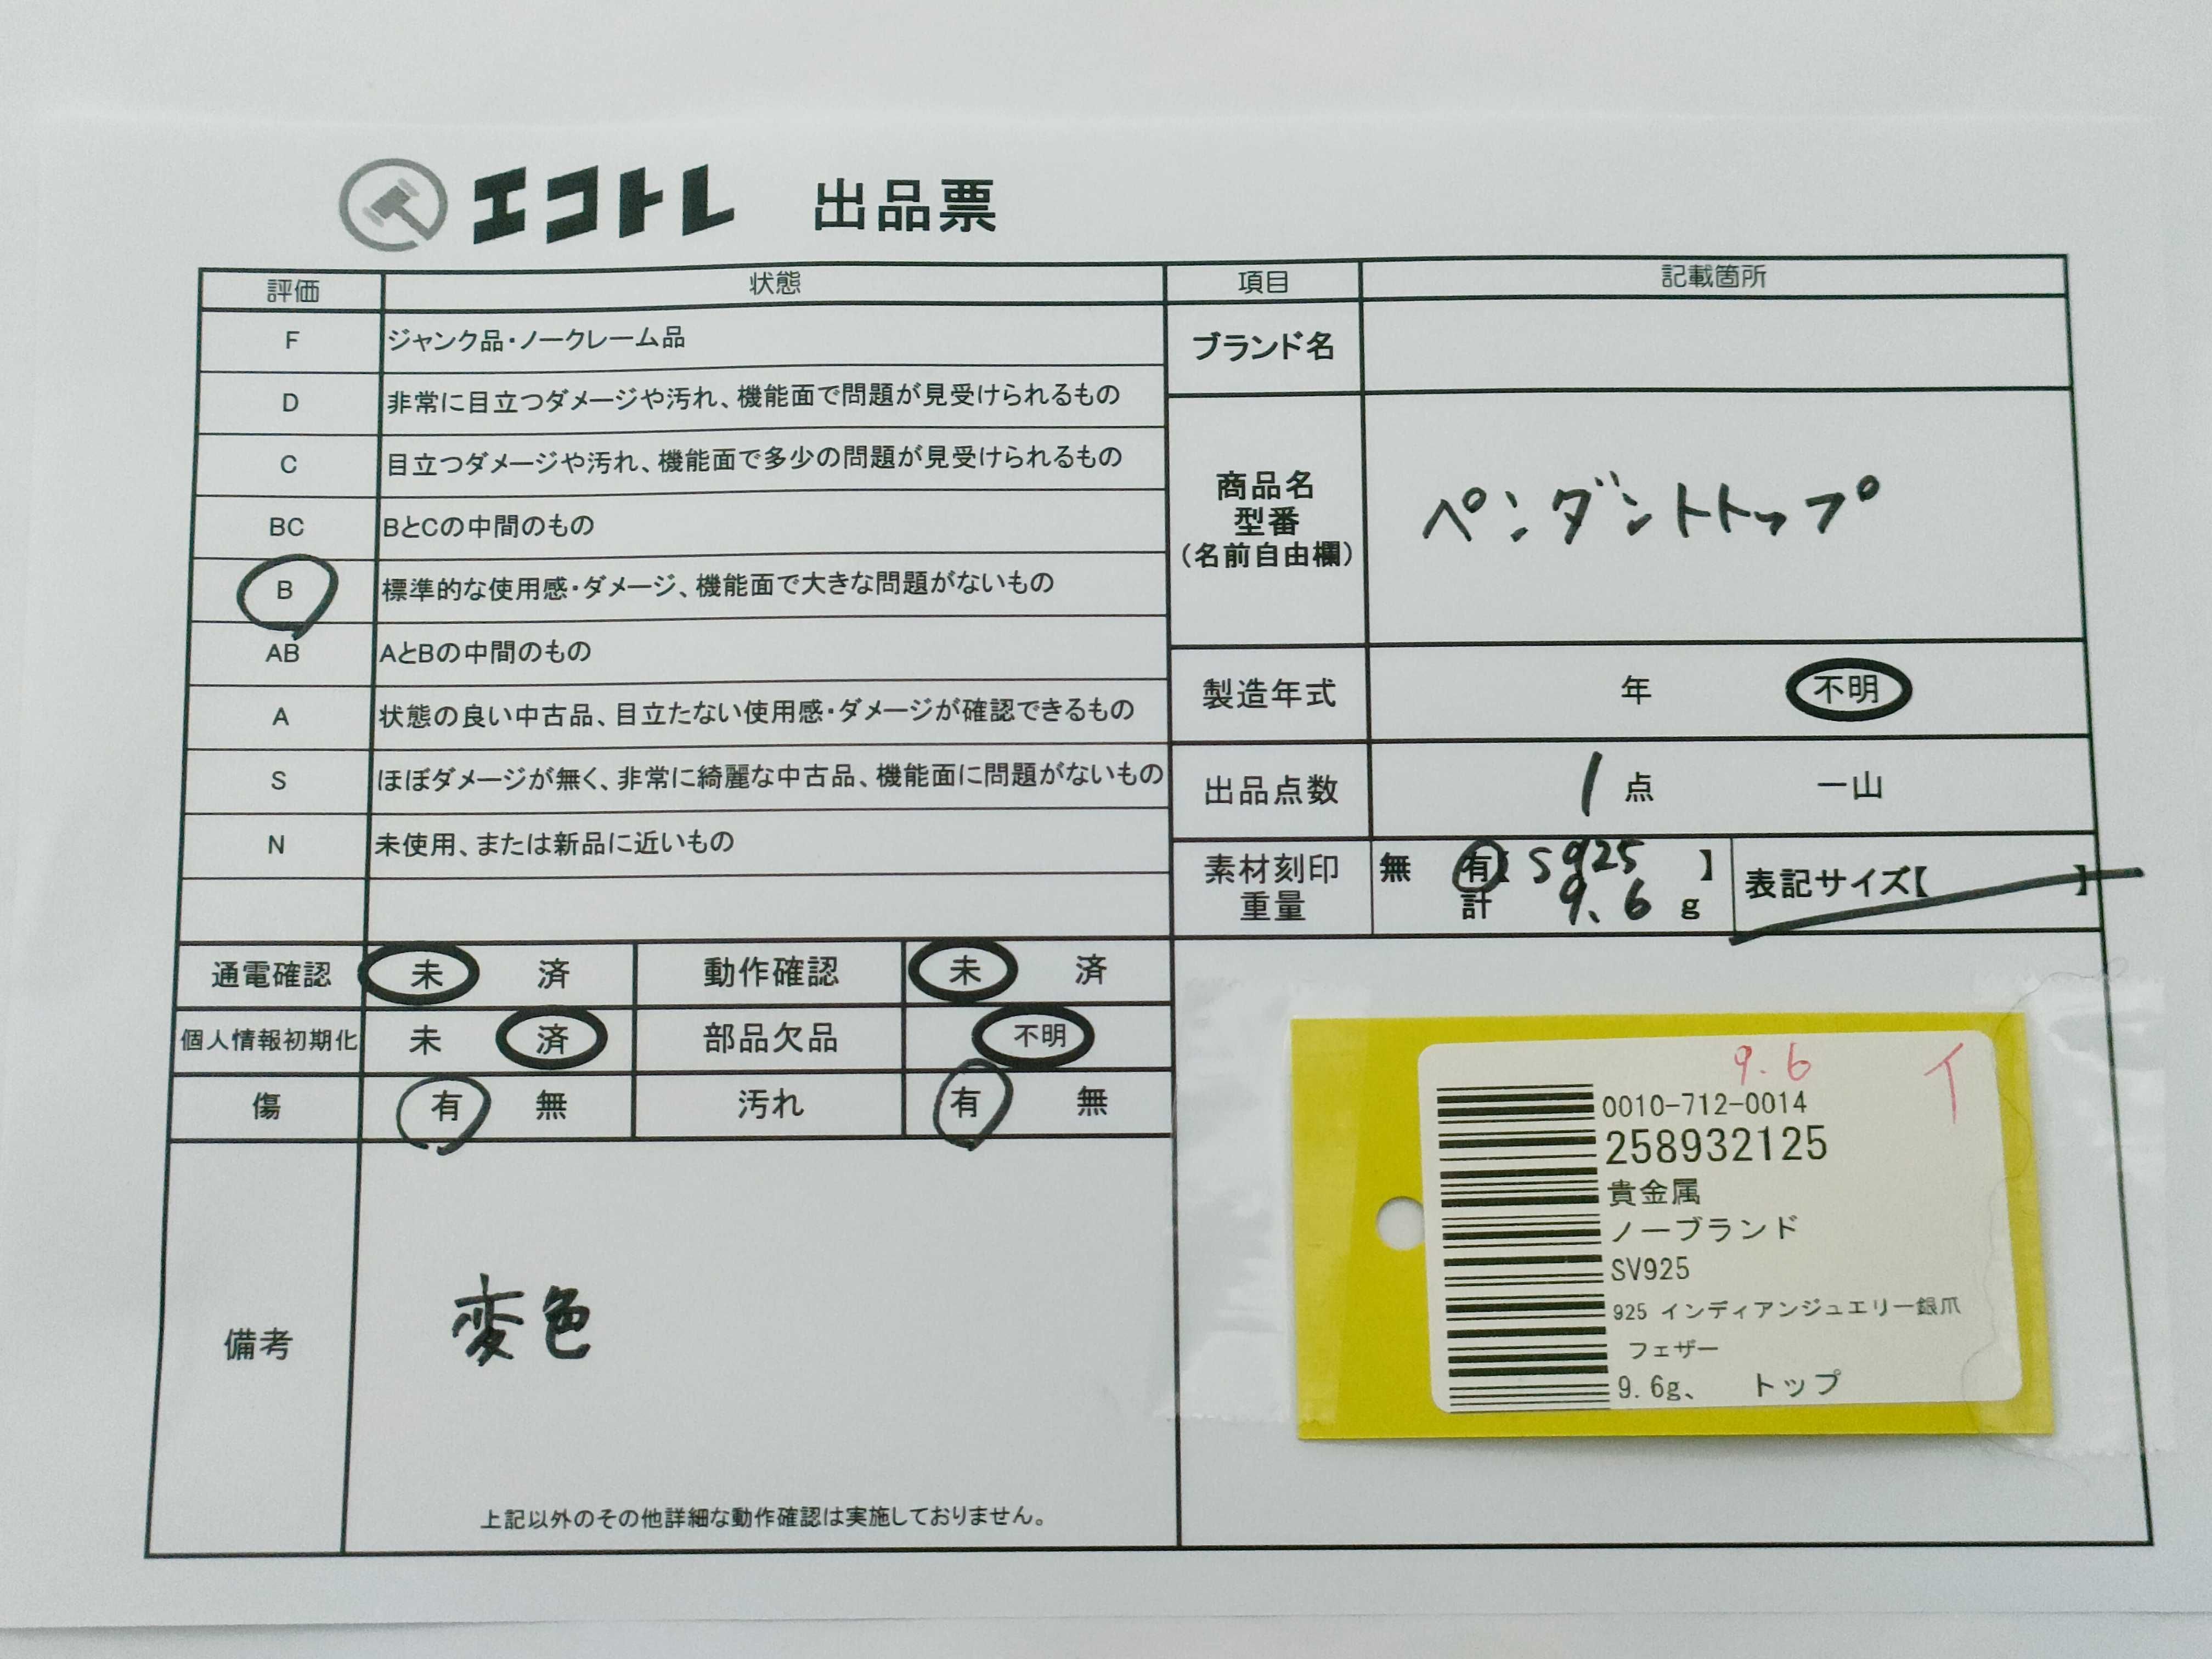 エコトレ 出品票
評価 状態
F ジャンク品・ノークレーム品
D 非常に目立つダメージや汚れ、機能面で問題が見受けられるもの
C 目立つダメージや汚れ、機能面で多少の問題が見受けられるもの
BC BとCの中間のもの
B 標準的な使用感・ダメージ、機能面で大きな問題がないもの
AB AとBの中間のもの
A 状態の良い中古品、目立たない使用感・ダメージが確認できるもの
S ほぼダメージが無く、非常に綺麗な中古品、機能面に問題がないもの
N 未使用、または新品に近いもの
項目 記載箇所
ブランド名
商品名
型番
(名前自由欄)
ペンダントトップ
製造年式 年 不明
出品点数 1 点 一山
素材刻印 無 有【 S925 】
重量 計 9.6 g
表記サイズ【 】
通電確認 未 済 動作確認 未 済
個人情報初期化 未 済 部品欠品 不明
傷 有 無 汚れ 有 無
備考
変色
上記以外のその他詳細な動作確認は実施しておりません。
9.6 イ
0010-712-0014
258932125
貴金属
ノーブランド
SV925
925 インディアンジュエリー銀爪
フェザー
9.6g、 トップ